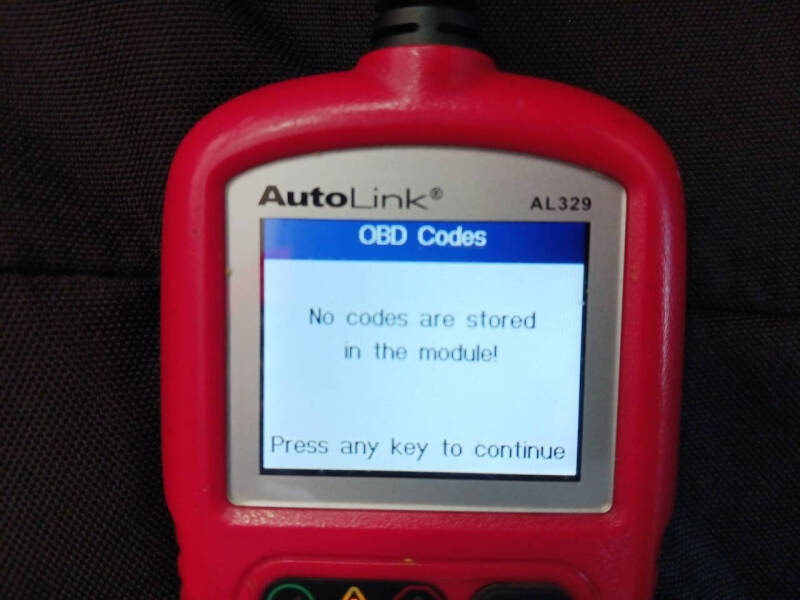 AutoLink®
AL329
OBD Codes
No codes are stored
in the module!
Press any key to continue